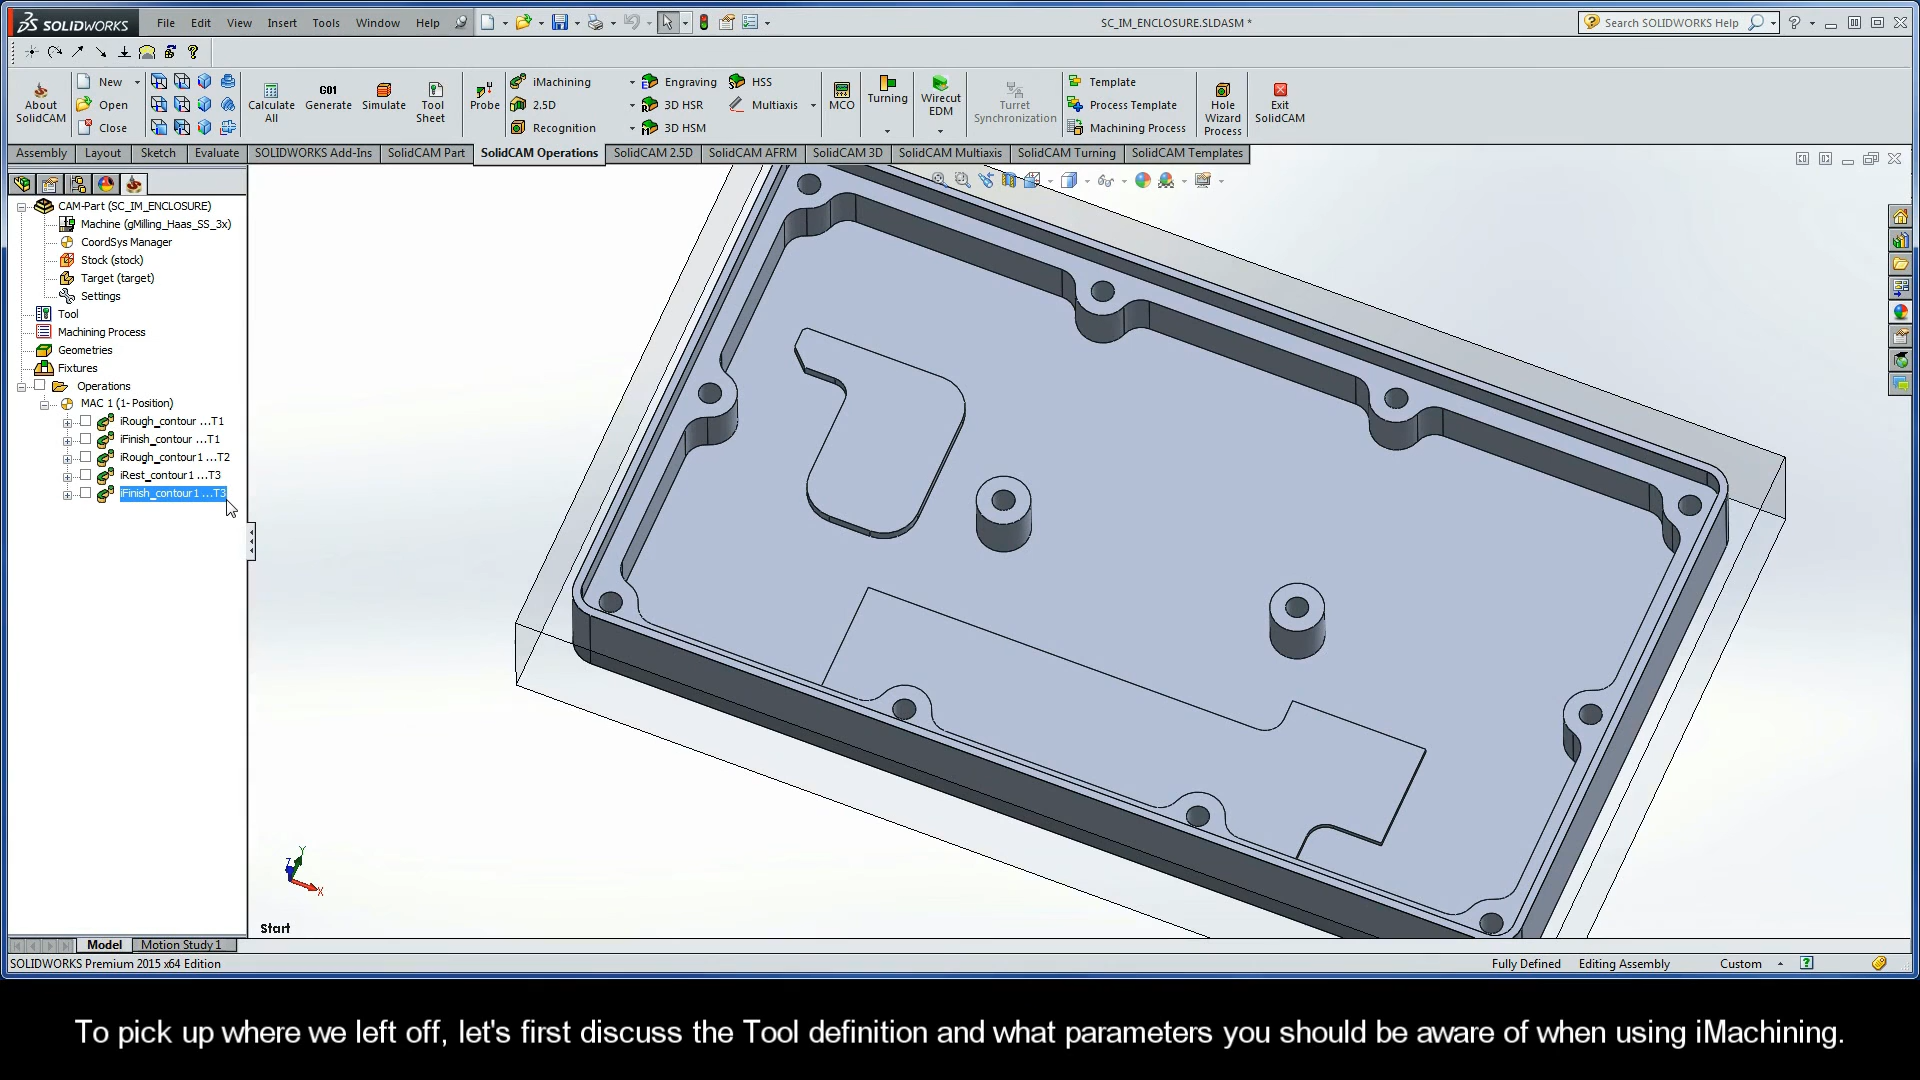 SOLIDWORKS File Edit View Insert Tools Window Help SC_IM_ENCLOSURE.SLDASM * Search SOLIDWORKS Help
About SolidCAM
New
Open
Close
Calculate All
G01
Generate
Simulate
Tool Sheet
Probe
iMachining
2.5D
Recognition
Engraving
3D HSR
3D HSM
HSS
Multiaxis
MCO
Turning
Wirecut EDM
Turret Synchronization
Template
Process Template
Machining Process
Hole Wizard Process
Exit SolidCAM
Assembly Layout Sketch Evaluate SOLIDWORKS Add-Ins SolidCAM Part SolidCAM Operations SolidCAM 2.5D SolidCAM AFRM SolidCAM 3D SolidCAM Multiaxis SolidCAM Turning SolidCAM Templates
CAM-Part (SC_IM_ENCLOSURE)
Machine (gMilling_Haas_SS_3x)
CoordSys Manager
Stock (stock)
Target (target)
Settings
Tool
Machining Process
Geometries
Fixtures
Operations
MAC 1 (1- Position)
iRough_contour ...T1
iFinish_contour ...T1
iRough_contour1 ...T2
iRest_contour1 ...T3
iFinish_contour1 ...T3
Z Y X
Start
Model Motion Study 1
SOLIDWORKS Premium 2015 x64 Edition Fully Defined Editing Assembly Custom
To pick up where we left off, let's first discuss the Tool definition and what parameters you should be aware of when using iMachining.